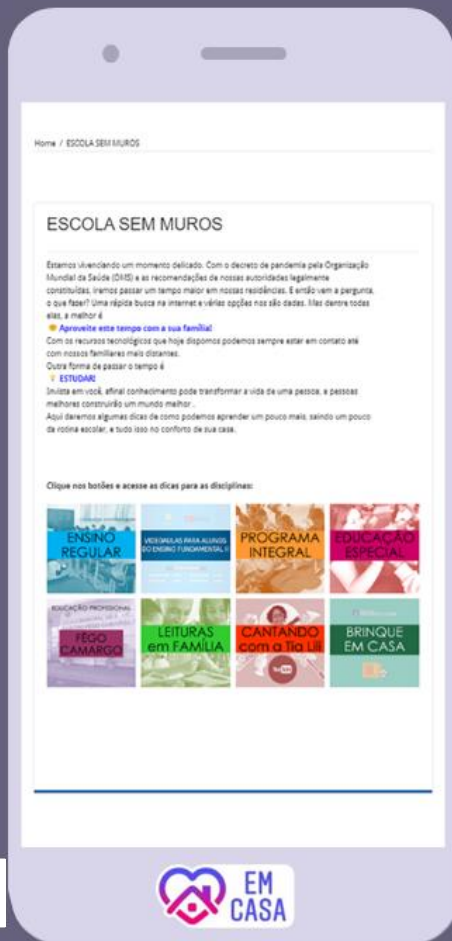 Home / ESCOLA SEM MUROS
ESCOLA SEM MUROS
Estamos vivenciando um momento delicado. Com o decreto de pandemia pela Organização
Mundial da Saúde (OMS) e as recomendações de nossas autoridades legalmente
constituídas, iremos passar um tempo maior em nossas residências. E então vem a pergunta,
o que fazer? Uma rápida busca na internet e várias opções nos são dadas. Mas dentre todas
elas, a melhor é
Aproveite este tempo com a sua família!
Com os recursos tecnológicos que hoje dispomos podemos sempre estar em contato até
com nossos familiares mais distantes.
Outra forma de passar o tempo é
ESTUDAR!
Invista em você, afinal conhecimento pode transformar a vida de uma pessoa, e pessoas
melhores construirão um mundo melhor .
Aqui daremos algumas dicas de como podemos aprender um pouco mais, saindo um pouco
da rotina escolar, e tudo isso no conforto de sua casa.
Clique nos botões e acesse as dicas para as disciplinas:
ENSINO
REGULAR
VIDEOAULAS PARA ALUNOS
DO ENSINO FUNDAMENTAL II
PROGRAMA
INTEGRAL
EDUCAÇÃO
ESPECIAL
EDUCAÇÃO PROFISSIONAL
FÊGO
CAMARGO
LEITURAS
em FAMÍLIA
CANTANDO
com a Tia Lili
BRINQUE
EM CASA
EM
CASA